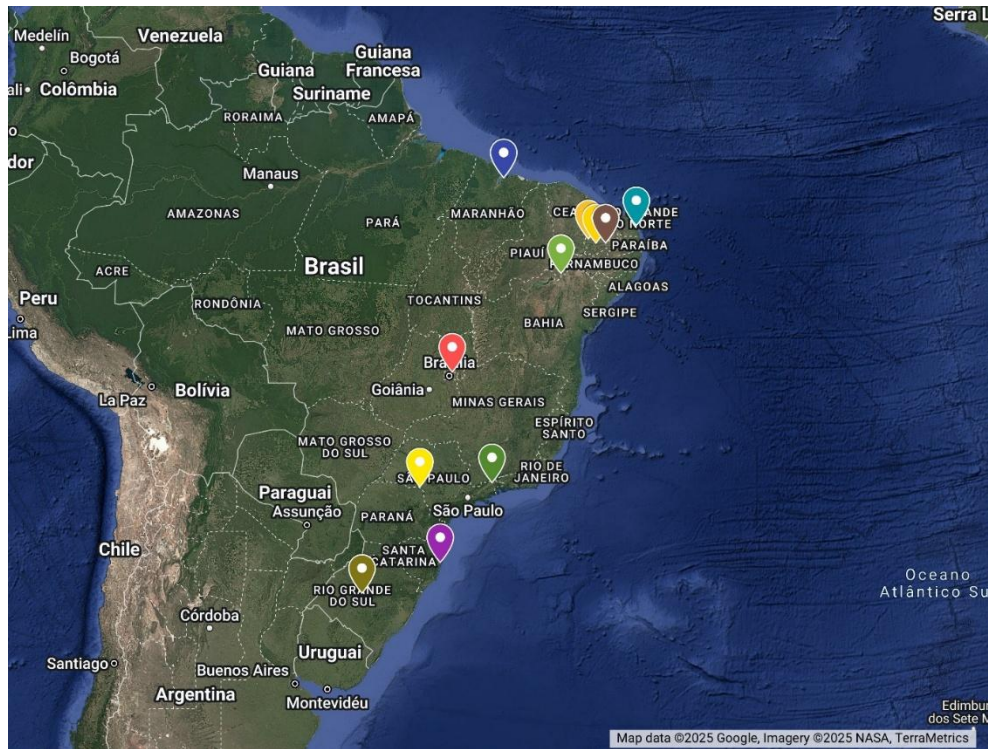 Serra L
Medellín
Venezuela
Bogotá
Guiana
ali
Colômbia
Guiana
Francesa
Suriname
RORAIMA
AMAPÁ
o
dor
Manaus
AMAZONAS
PARÁ
MARANHÃO
CEA
NDE
O NORTE
PARAÍBA
PIAUÍ
PERNAMBUCO
ACRE
Brasil
ALAGOAS
Peru
RONDÔNIA
TOCANTINS
SERGIPE
Lima
MATO GROSSO
BAHIA
Bra ia
La Paz
Bolívia
Goiânia
MINAS GERAIS
ESPÍRITO
SANTO
MATO GROSSO
DO SUL
SÃ PAULO
RIO DE
JANEIRO
Paraguai
Assunção
São Paulo
PARANÁ
Chile
SANTA
CATARINA
RIO GRANDE
DO SUL
Oceano
Atlântico Su
Córdoba
Uruguai
Santiago
Buenos Aires
Argentina
Montevidéu
Edimbur
dos Sete M
Map data ©2025 Google, Imagery ©2025 NASA, TerraMetrics